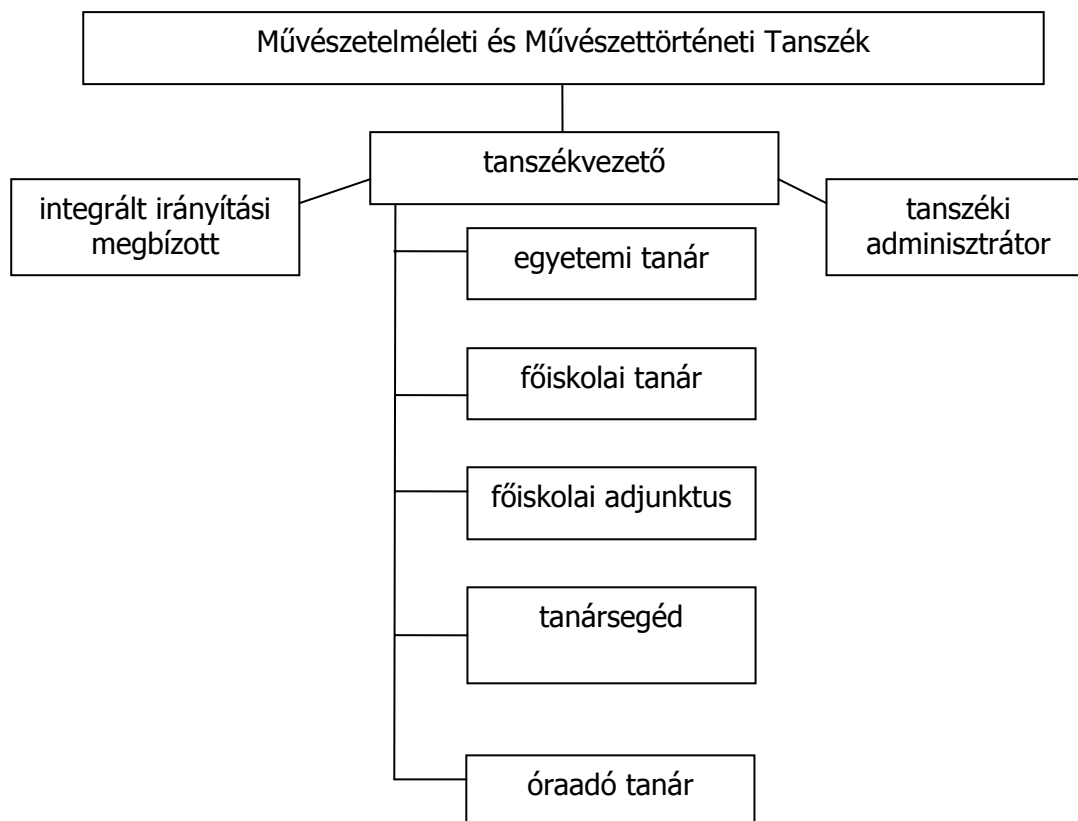 Művészetelméleti és Művészettörténeti Tanszék
tanszékvezető
integrált irányítási
megbízott
tanszéki
adminisztrátor
egyetemi tanár
főiskolai tanár
főiskolai adjunktus
tanársegéd
óraadó tanár